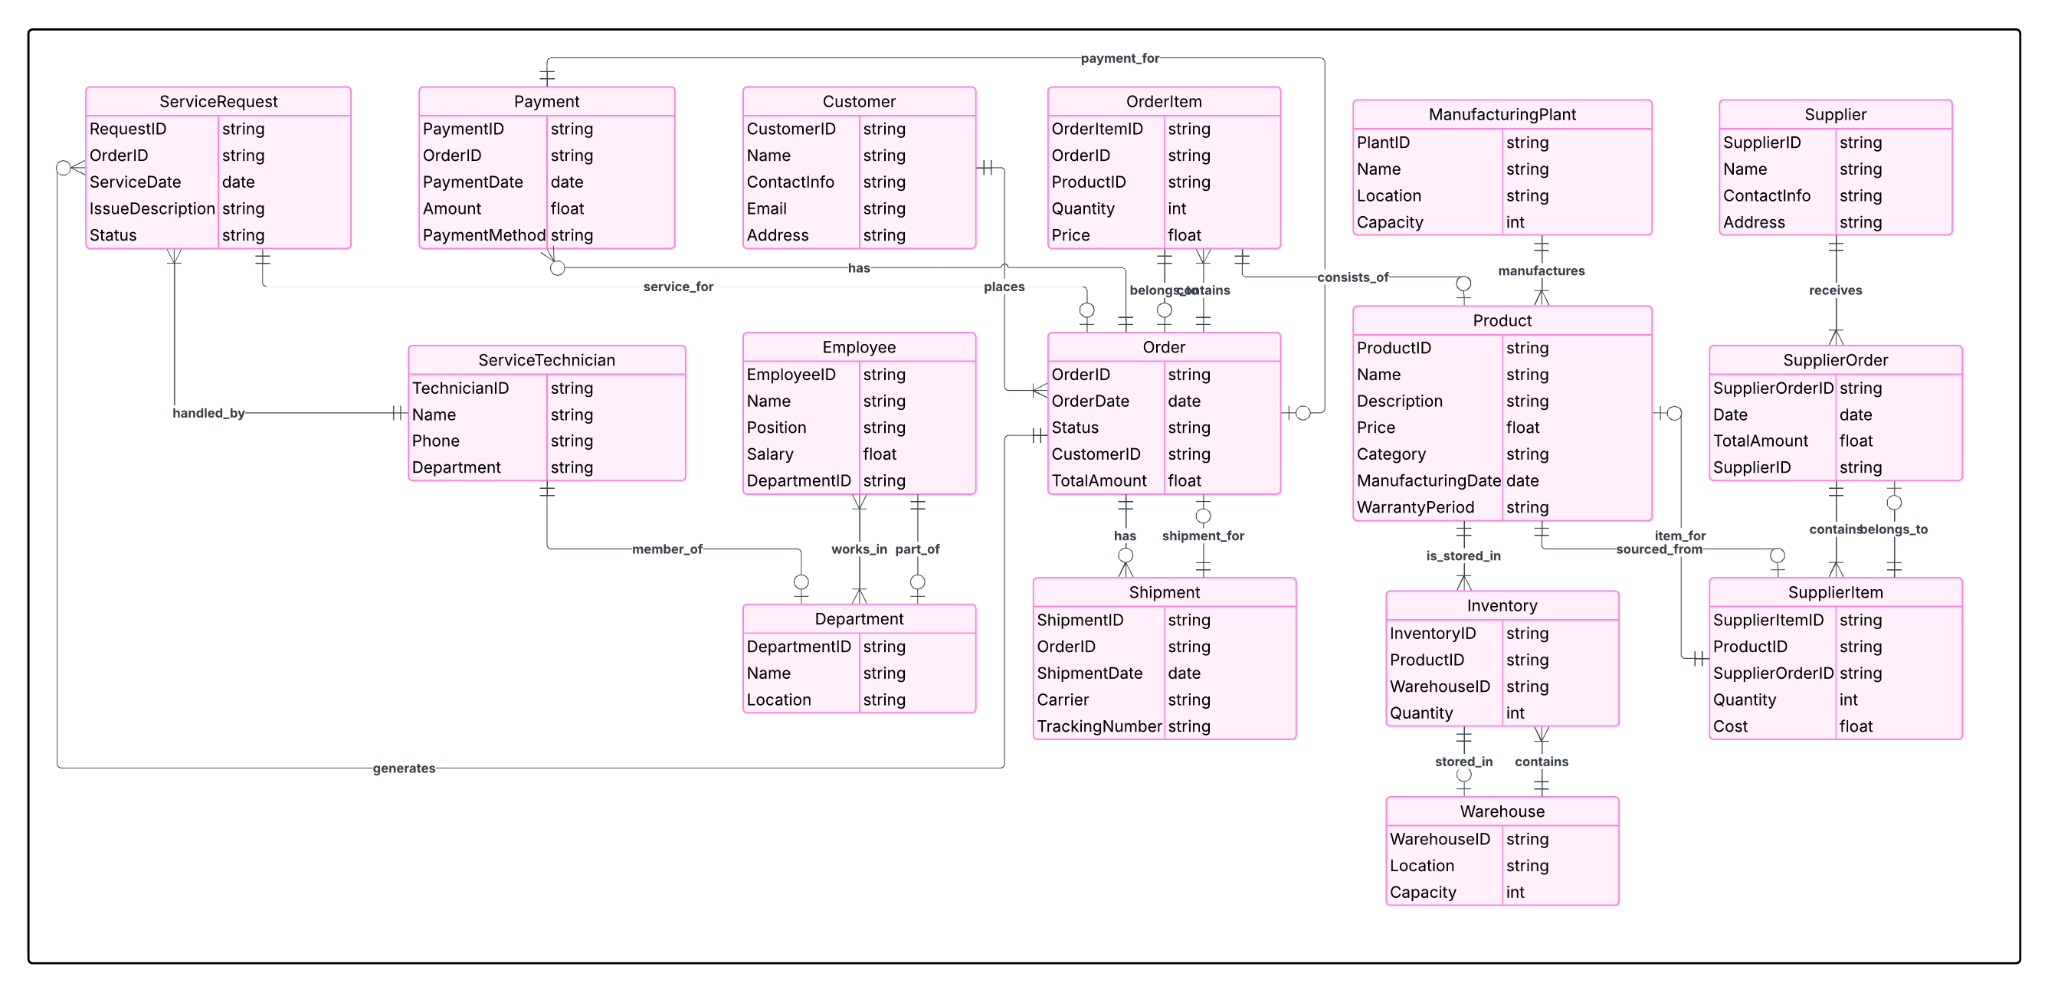 payment_for
ServiceRequest
RequestID string
OrderID string
ServiceDate date
IssueDescription string
Status string
Payment
PaymentID string
OrderID string
PaymentDate date
Amount float
PaymentMethod string
Customer
CustomerID string
Name string
ContactInfo string
Email string
Address string
OrderItem
OrderItemID string
OrderID string
ProductID string
Quantity int
Price float
ManufacturingPlant
PlantID string
Name string
Location string
Capacity int
Supplier
SupplierID string
Name string
ContactInfo string
Address string
has
service_for
places
belongs_to
contains
consists_of
manufactures
receives
ServiceTechnician
TechnicianID string
Name string
Phone string
Department string
handled_by
Employee
EmployeeID string
Name string
Position string
Salary float
DepartmentID string
Order
OrderID string
OrderDate date
Status string
CustomerID string
TotalAmount float
Product
ProductID string
Name string
Description string
Price float
Category string
ManufacturingDate date
WarrantyPeriod string
SupplierOrder
SupplierOrderID string
Date date
TotalAmount float
SupplierID string
member_of
works_in
part_of
has
shipment_for
is_stored_in
item_for
sourced_from
contains
belongs_to
Department
DepartmentID string
Name string
Location string
Shipment
ShipmentID string
OrderID string
ShipmentDate date
Carrier string
TrackingNumber string
Inventory
InventoryID string
ProductID string
WarehouseID string
Quantity int
SupplierItem
SupplierItemID string
ProductID string
SupplierOrderID string
Quantity int
Cost float
generates
stored_in
contains
Warehouse
WarehouseID string
Location string
Capacity int